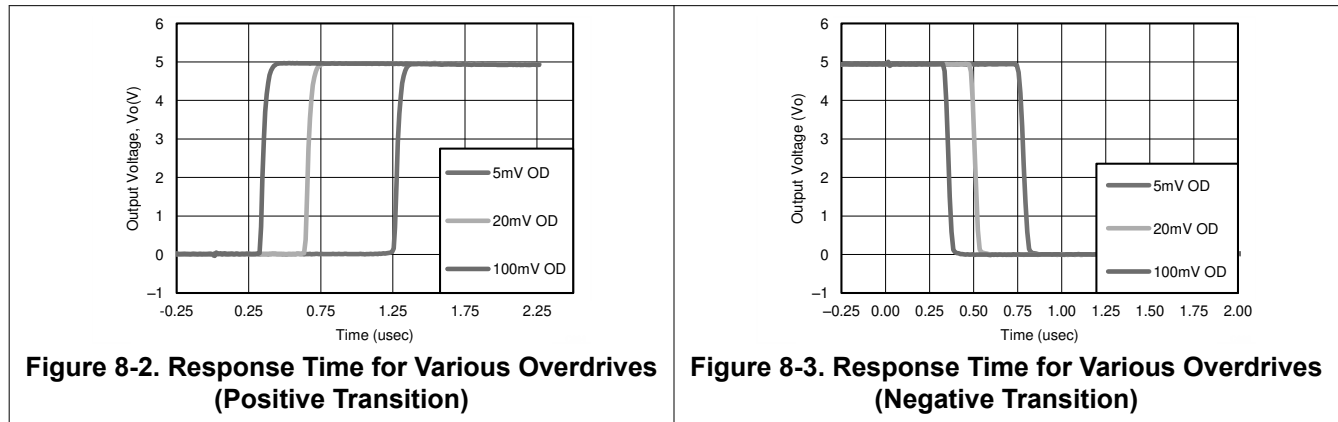 6
5
4
3
2
1
0
–1
Output Voltage, Vo(V)
5mV OD
20mV OD
100mV OD
-0.25 0.25 0.75 1.25 1.75 2.25
Time (usec)
Figure 8-2. Response Time for Various Overdrives
(Positive Transition)
6
5
4
3
2
1
0
–1
Output Voltage (Vo)
5mV OD
20mV OD
100mV OD
–0.25 0.00 0.25 0.50 0.75 1.00 1.25 1.50 1.75 2.00
Time (usec)
Figure 8-3. Response Time for Various Overdrives
(Negative Transition)